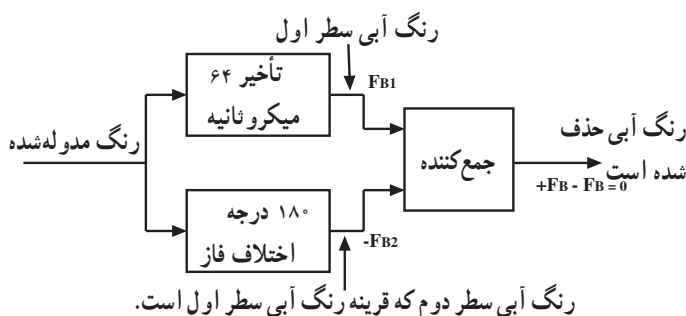 رنگ آبی سطر اول
تأخیر ۶۴
میکروثانیه
FB1
رنگ مدوله‌شده
جمع‌کننده
رنگ آبی حذف
شده است
+FB - FB = 0
۱۸۰ درجه
اختلاف فاز
-FB2
رنگ آبی سطر دوم که قرینه رنگ آبی سطر اول است.